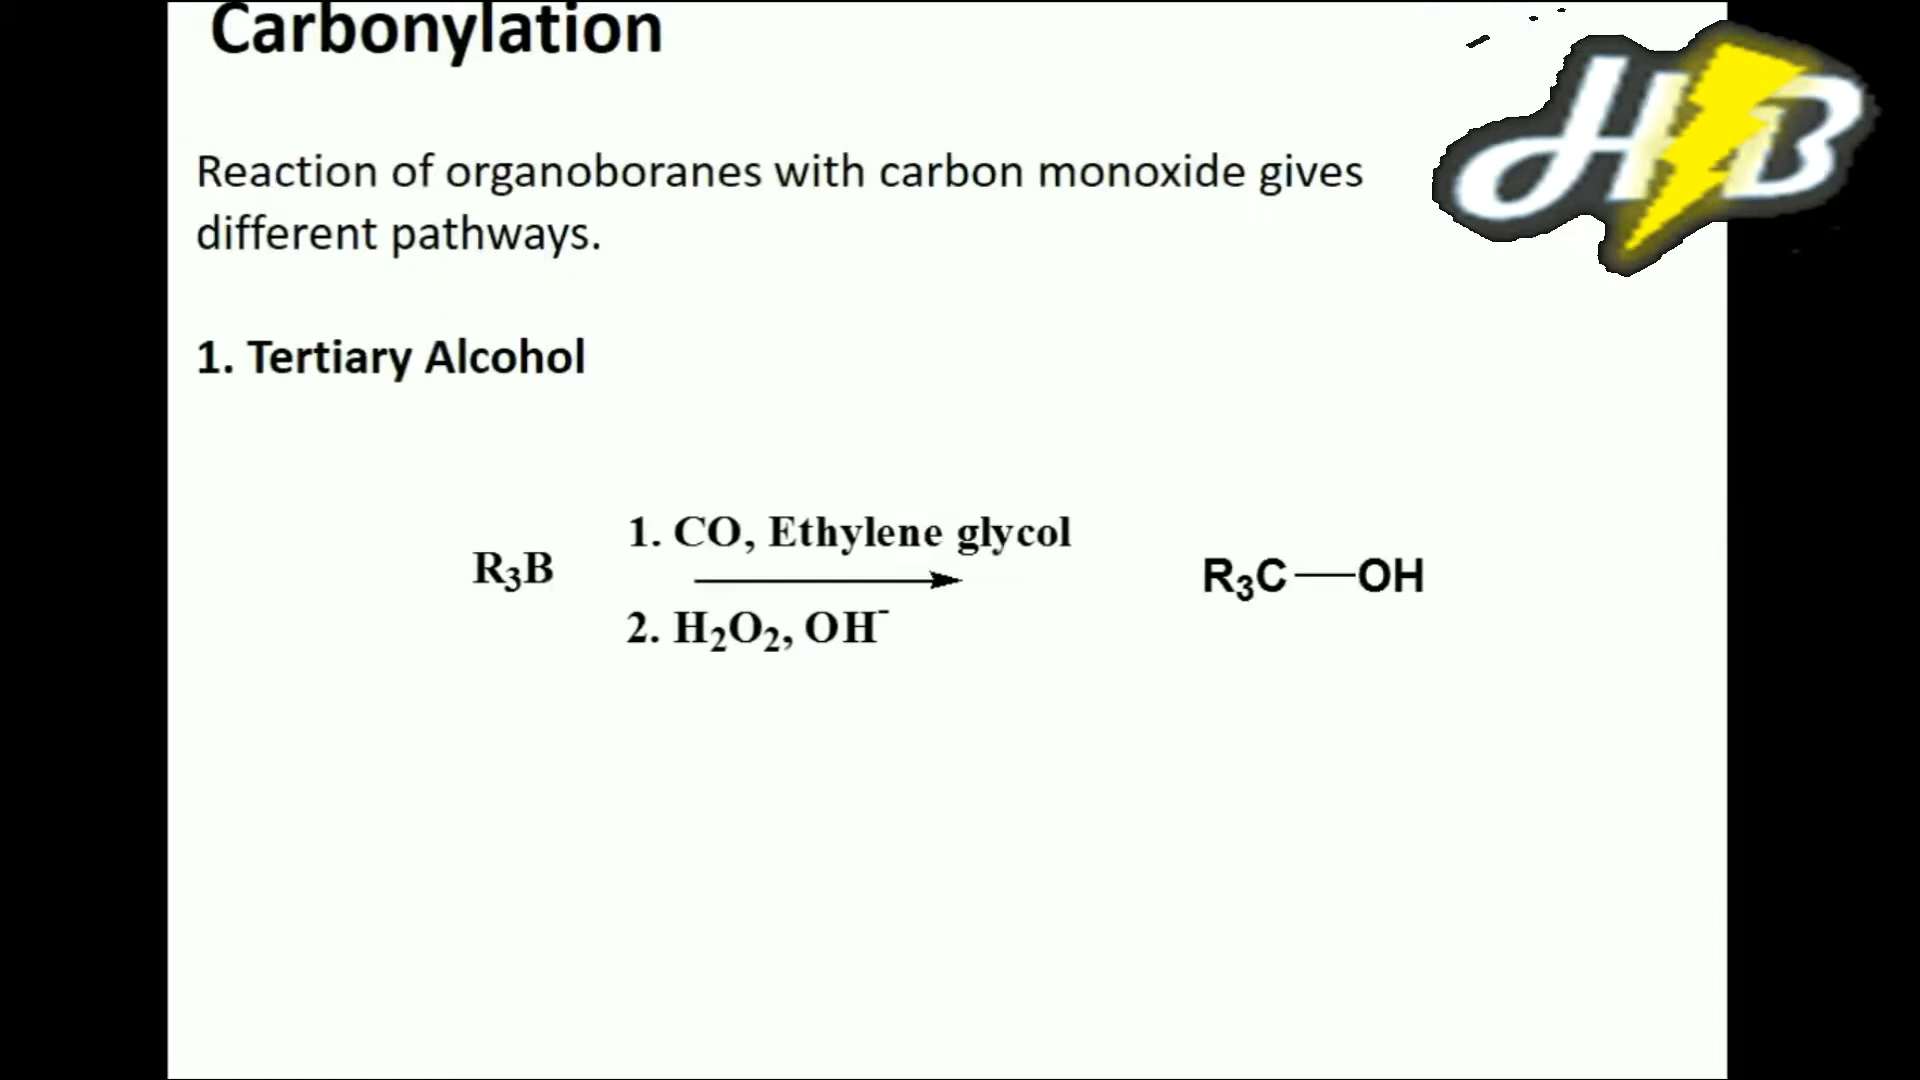 Carbonylation
HB
Reaction of organoboranes with carbon monoxide gives
different pathways.
1. Tertiary Alcohol
1. CO, Ethylene glycol
R₃B
R₃C—OH
2. H₂O₂, OH⁻